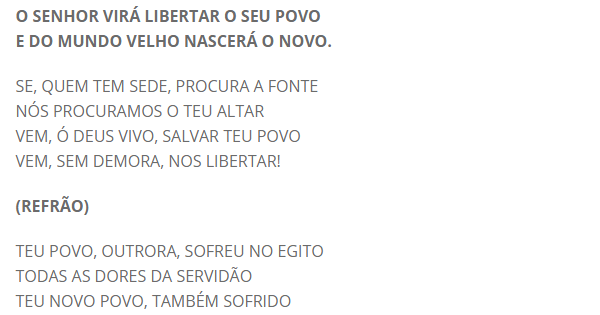 O SENHOR VIRÁ LIBERTAR O SEU POVO
E DO MUNDO VELHO NASCERÁ O NOVO.
SE, QUEM TEM SEDE, PROCURA A FONTE
NÓS PROCURAMOS O TEU ALTAR
VEM, Ó DEUS VIVO, SALVAR TEU POVO
VEM, SEM DEMORA, NOS LIBERTAR!
(REFRÃO)
TEU POVO, OUTRORA, SOFREU NO EGITO
TODAS AS DORES DA SERVIDÃO
TEU NOVO POVO, TAMBÉM SOFRIDO